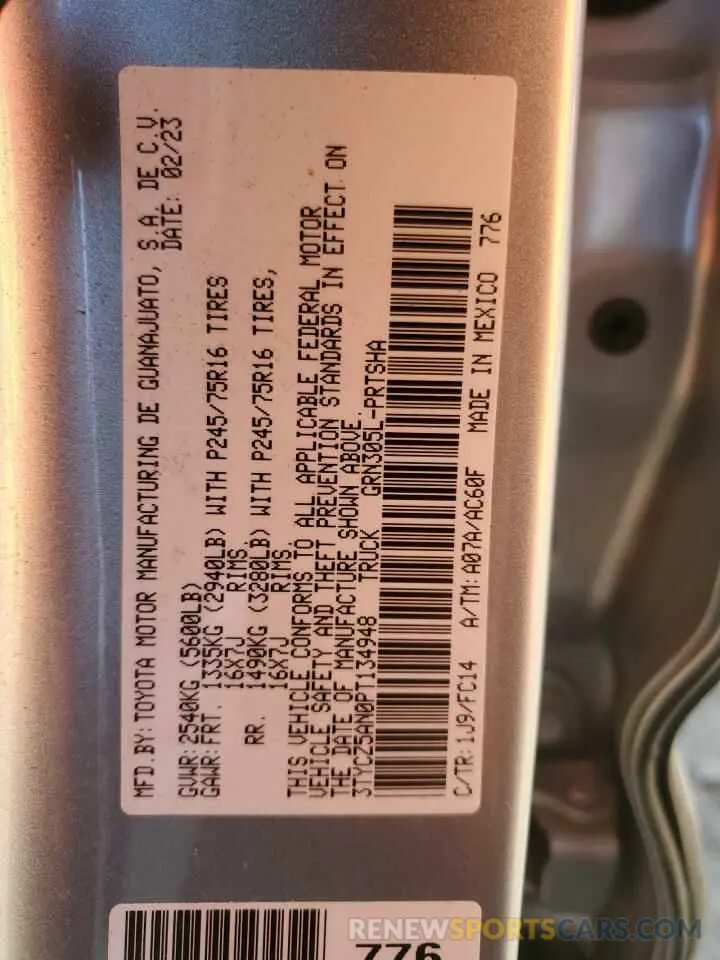 MFD.BY: TOYOTA MOTOR MANUFACTURING DE GUANAJUATO, S.A. DE C.V.
DATE: 02/23
GVWR: 2540KG (5600LB)
GAWR: FRT. 1335KG (2940LB) WITH P245/75R16 TIRES
16X7J RIMS.
RR. 1490KG (3280LB) WITH P245/75R16 TIRES,
16X7J RIMS.
THIS VEHICLE CONFORMS TO ALL APPLICABLE FEDERAL MOTOR
VEHICLE SAFETY AND THEFT PREVENTION STANDARDS IN EFFECT ON
THE DATE OF MANUFACTURE SHOWN ABOVE.
3TYCZ5AN0PT134948 TRUCK GRN305L-PRTSHA
C/TR: 1J9/FC14 A/TM: A07A/AC60F MADE IN MEXICO 776
776
RENEWSPORTSCARS.COM